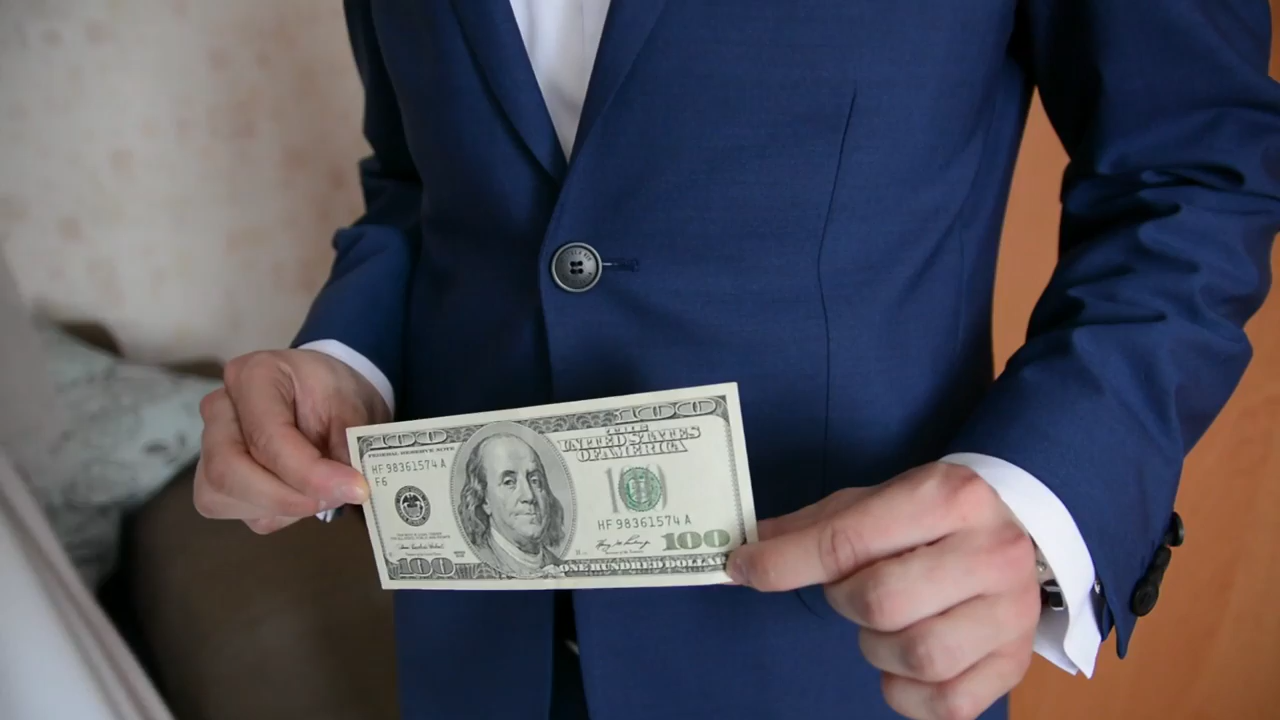 100
100
FEDERAL RESERVE NOTE
THE
UNITED STATES
OF AMERICA
HF 98361574 A
F6
HF 98361574 A
100
100
ONE HUNDRED DOLLARS